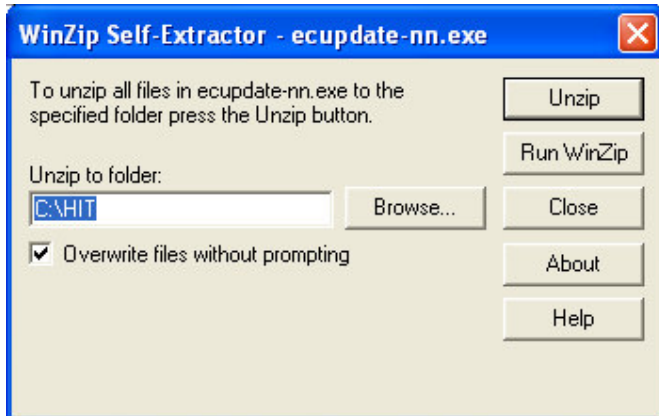 WinZip Self-Extractor - ecupdate-nn.exe
To unzip all files in ecupdate-nn.exe to the
specified folder press the Unzip button.
Unzip to folder:
C:\HIT
Browse...
Overwrite files without prompting
Unzip
Run WinZip
Close
About
Help